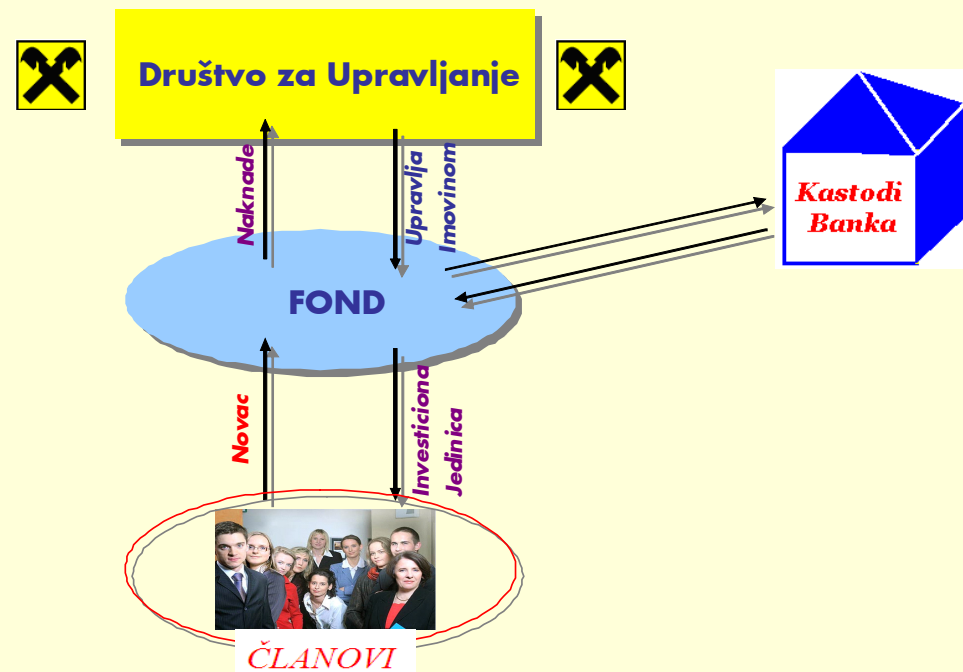 Društvo za Upravljanje
Naknade
Upravlja
Imovinom
Kastodi
Banka
FOND
Novac
Investiciona
Jedinica
ČLANOVI